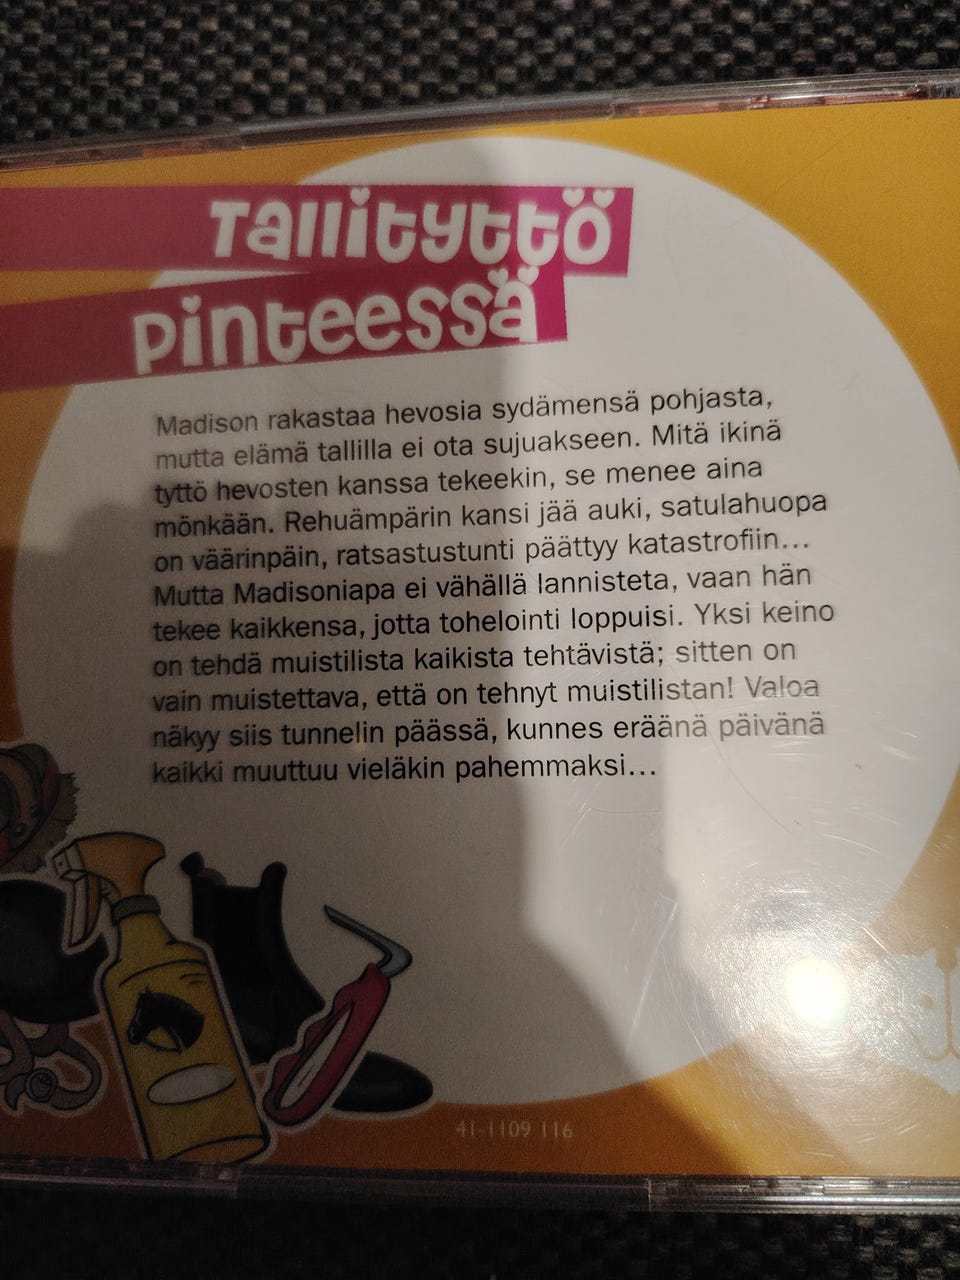 Tallityttö
pinteessä
Madison rakastaa hevosia sydämensä pohjasta,
mutta elämä tallilla ei ota sujuakseen. Mitä ikinä
tyttö hevosten kanssa tekeekin, se menee aina
mönkään. Rehuämpärin kansi jää auki, satulahuopa
on väärinpäin, ratsastustunti päättyy katastrofiin...
Mutta Madisoniapa ei vähällä lannisteta, vaan hän
tekee kaikkensa, jotta tohelointi loppuisi. Yksi keino
on tehdä muistilista kaikista tehtävistä; sitten on
vain muistettava, että on tehnyt muistilistan! Valoa
näkyy siis tunnelin päässä, kunnes eräänä päivänä
kaikki muuttuu vieläkin pahemmaksi...
41-1109 116